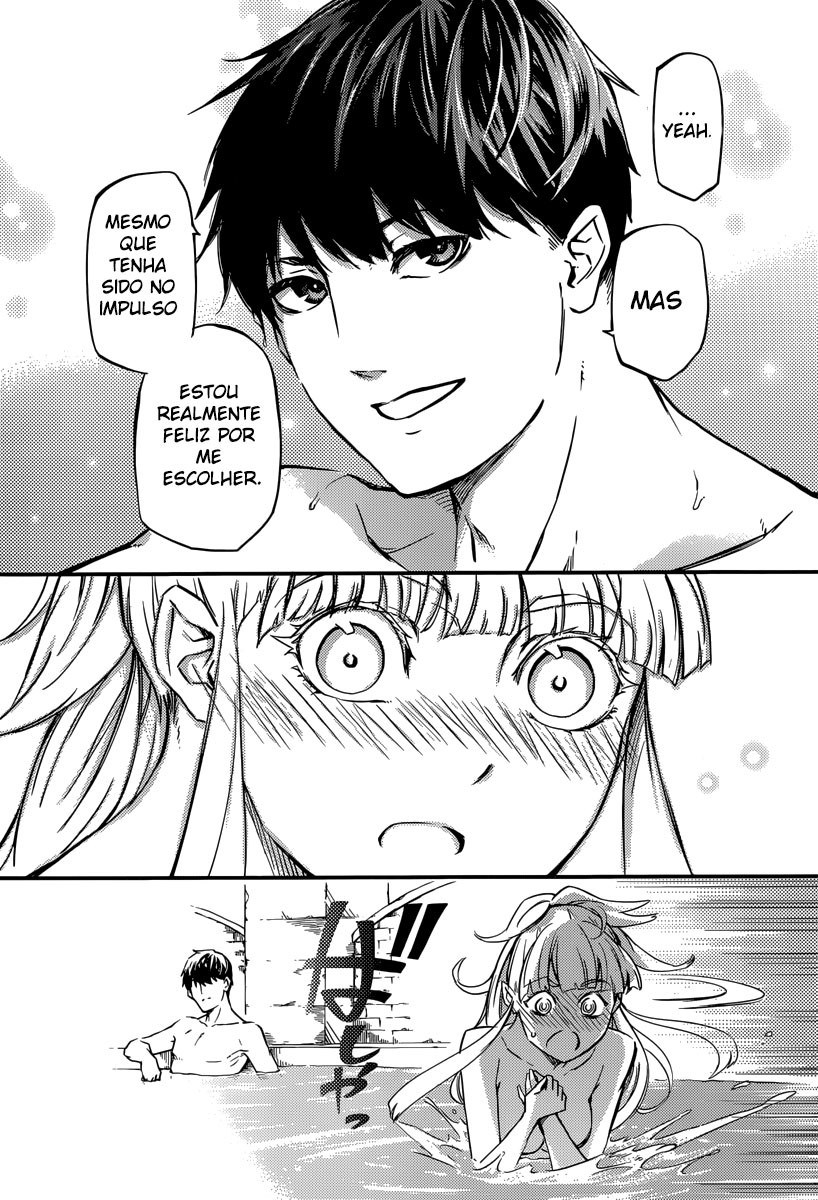 ...
YEAH.
MAS
MESMO
QUE
TENHA
SIDO NO
IMPULSO
ESTOU
REALMENTE
FELIZ POR
ME
ESCOLHER.
ばしゃっ